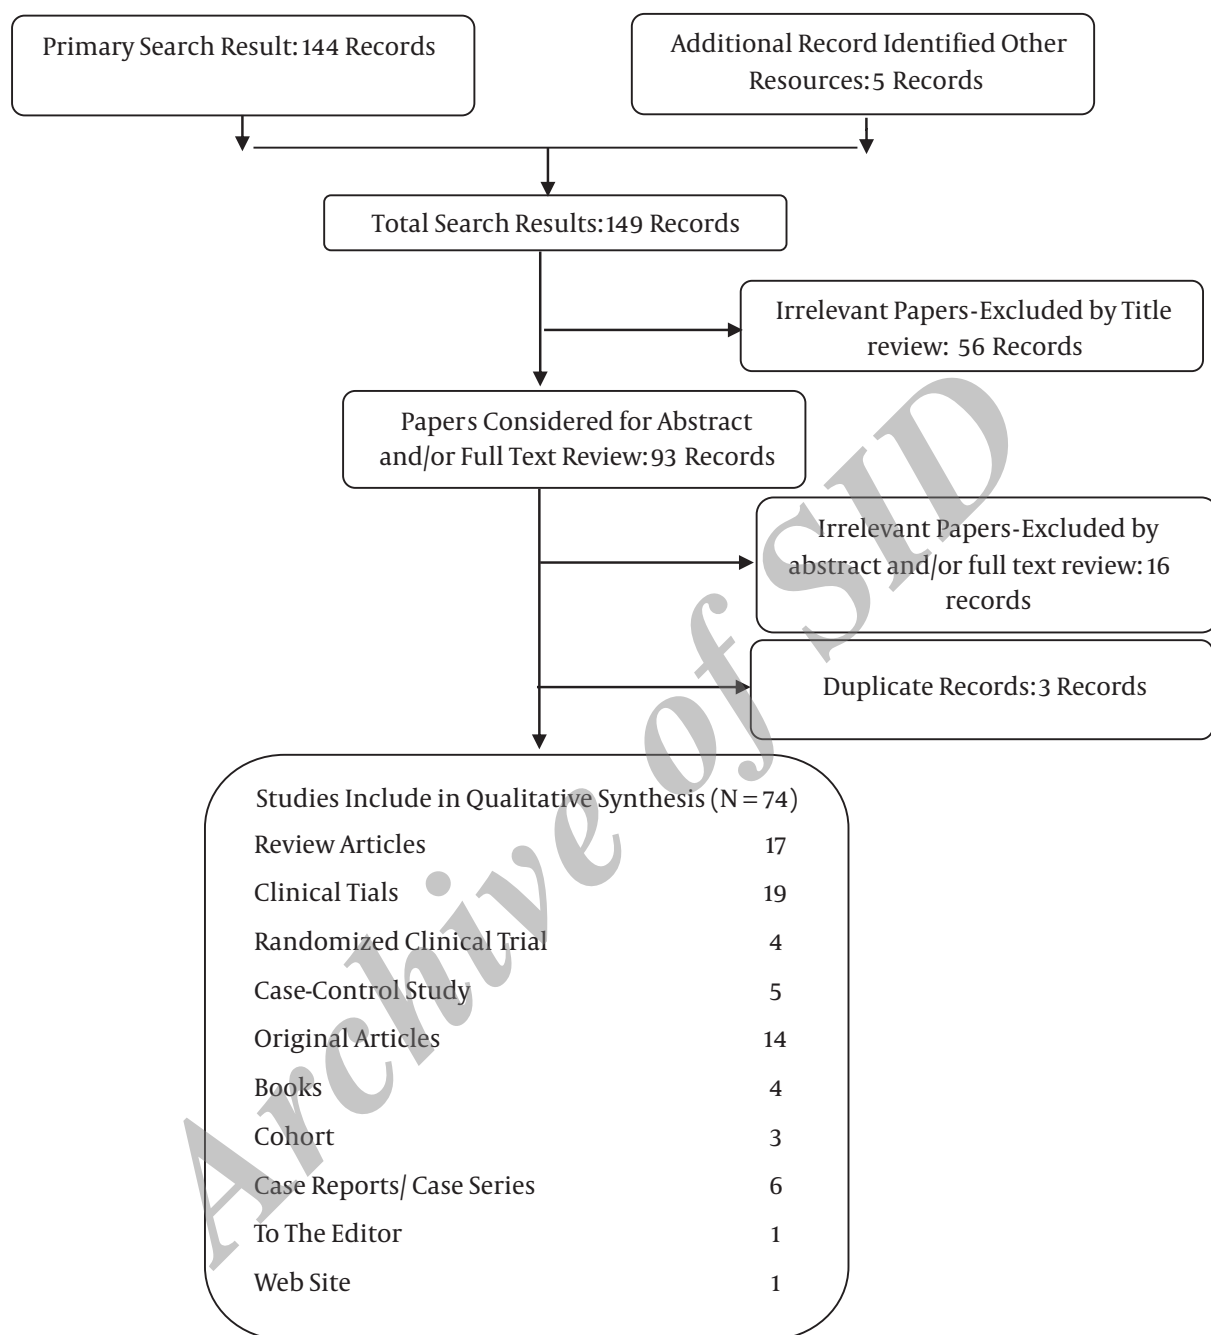 Primary Search Result: 144 Records
Additional Record Identified Other
Resources: 5 Records
Total Search Results: 149 Records
Irrelevant Papers-Excluded by Title
review: 56 Records
Papers Considered for Abstract
and/or Full Text Review: 93 Records
Irrelevant Papers-Excluded by
abstract and/or full text review: 16
records
Duplicate Records: 3 Records
Studies Include in Qualitative Synthesis (N = 74)
Review Articles 17
Clinical Tials 19
Randomized Clinical Trial 4
Case-Control Study 5
Original Articles 14
Books 4
Cohort 3
Case Reports/ Case Series 6
To The Editor 1
Web Site 1
Archive of SID